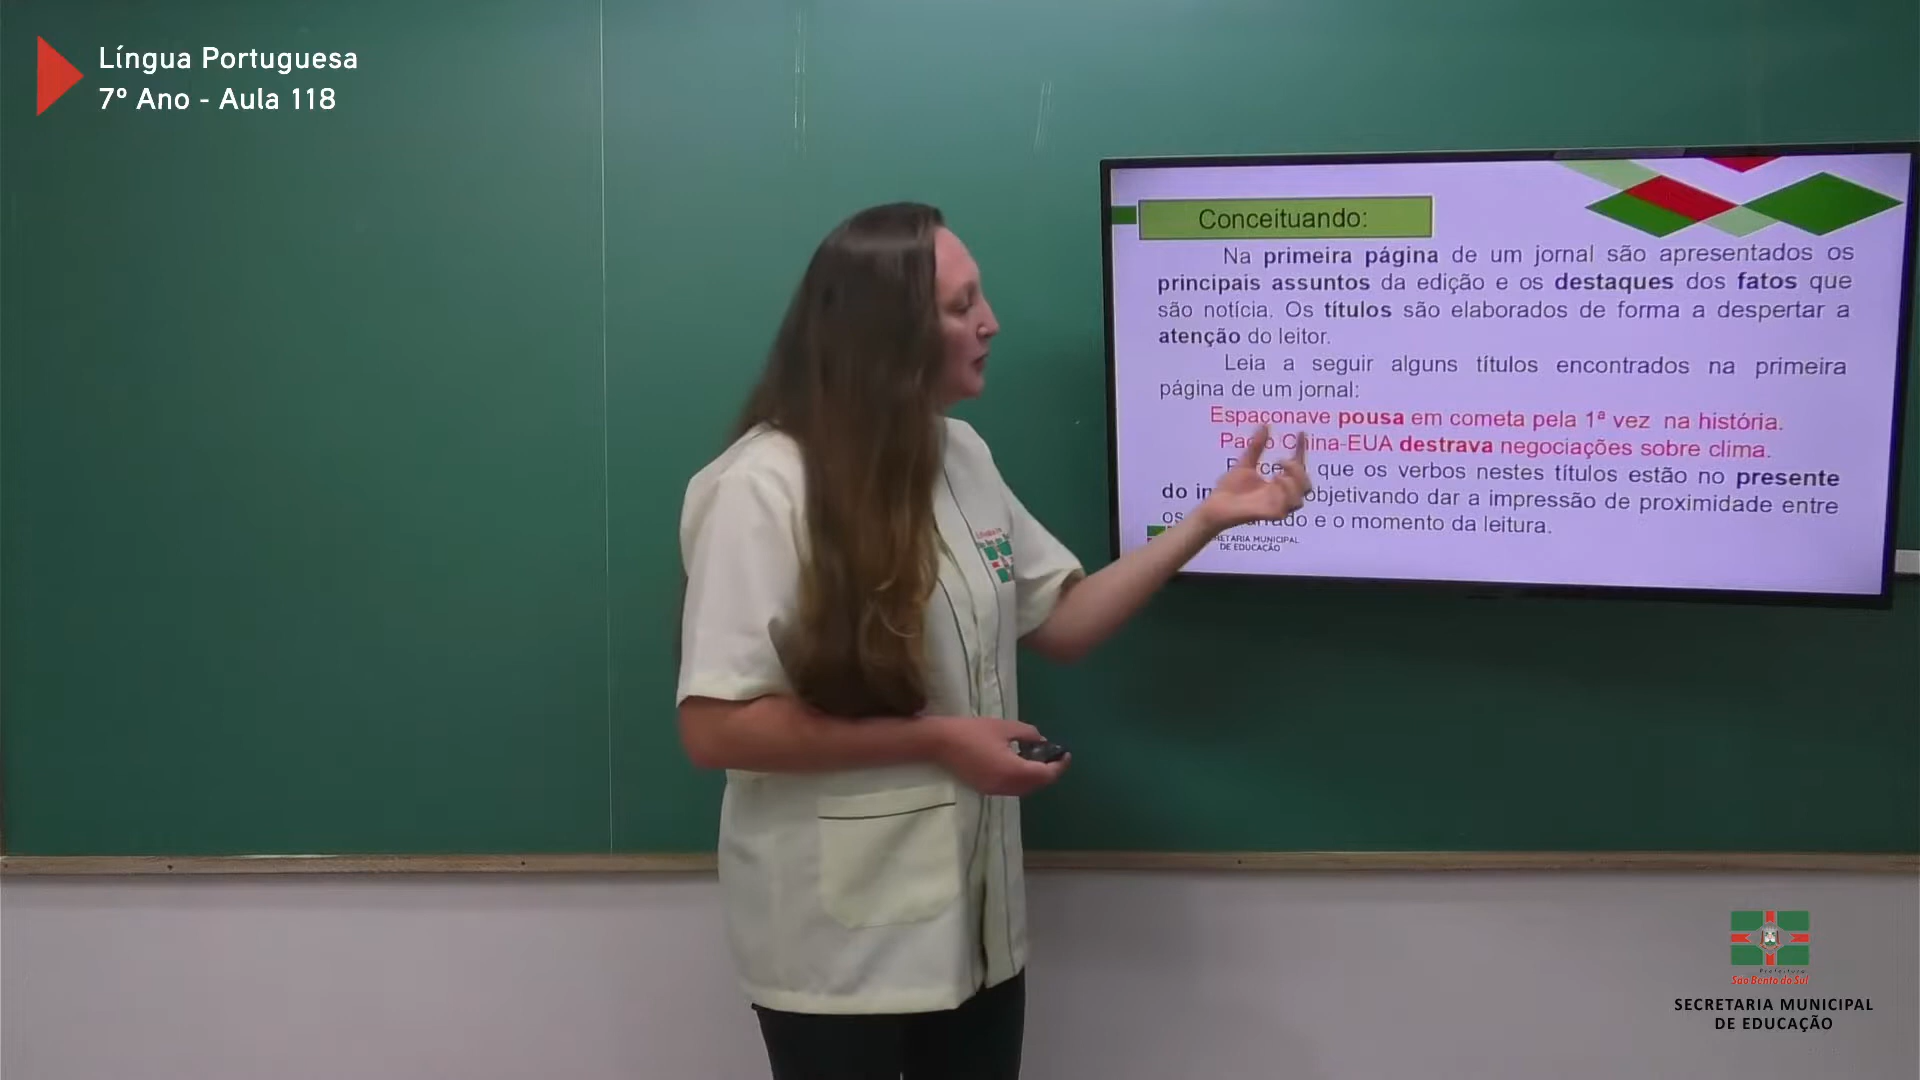 Língua Portuguesa
7º Ano - Aula 118
Conceituando:
Na primeira página de um jornal são apresentados os
principais assuntos da edição e os destaques dos fatos que
são notícia. Os títulos são elaborados de forma a despertar a
atenção do leitor.
Leia a seguir alguns títulos encontrados na primeira
página de um jornal:
Espaçonave pousa em cometa pela 1ª vez na história.
China-EUA destrava negociações sobre clima.
que os verbos nestes títulos estão no presente
do objetivando dar a impressão de proximidade entre
os e o momento da leitura.
MUNICIPAL
DE EDUCAÇÃO
Prefeitura
São Bento do Sul
SECRETARIA MUNICIPAL
DE EDUCAÇÃO